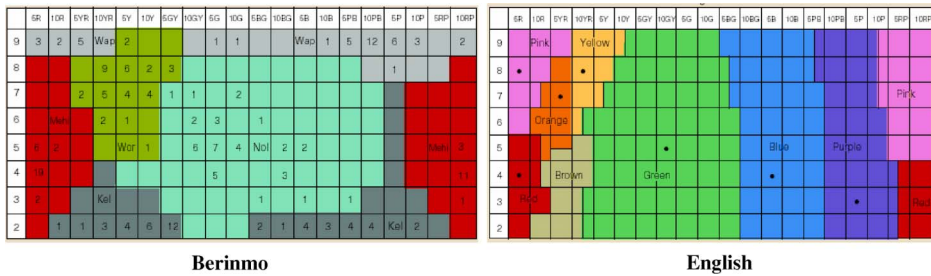 5R 10R 5YR 10YR 5Y 10Y 5GY 10GY 5G 10G 5BG 10BG 5B 10B 5PB 10PB 5P 10P 5RP 10RP
9 3 2 5 Wap 2 1 1 Wap 1 5 12 6 3 2
8 9 6 2 3 1
7 2 5 4 4 1 1 2
6 Mehi 2 1 2 3 1
5 2 Wor 1 6 7 4 Nol 2 2 Mehi 3
4 19 5 3 11
3 2 Kel 1 1 1 1
2 1 1 3 4 6 12 2 1 4 3 4 4 Kel 2
Berinmo
5R 10R 5YR 10YR 5Y 10Y 5GY 10GY 5G 10G 5BG 10BG 5B 10B 5PB 10PB 5P 10P 5RP 10RP
9 Pink Yellow
8
7 Pink
6 Orange
5 Blue Purple
4 Brown Green
3 Red Red
2
English